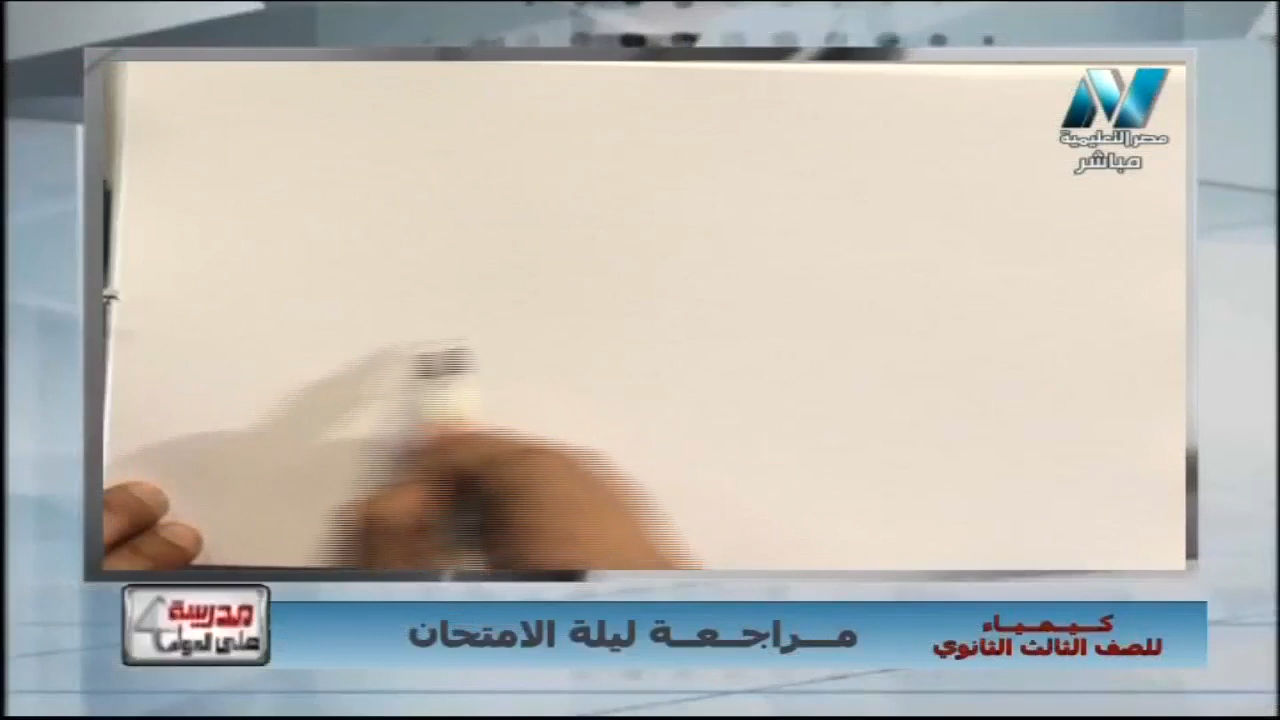 مصر التعليمية
مباشر
كيمياء
للصف الثالث الثانوي
مراجعة ليلة الامتحان
مدرسة
على الهواء